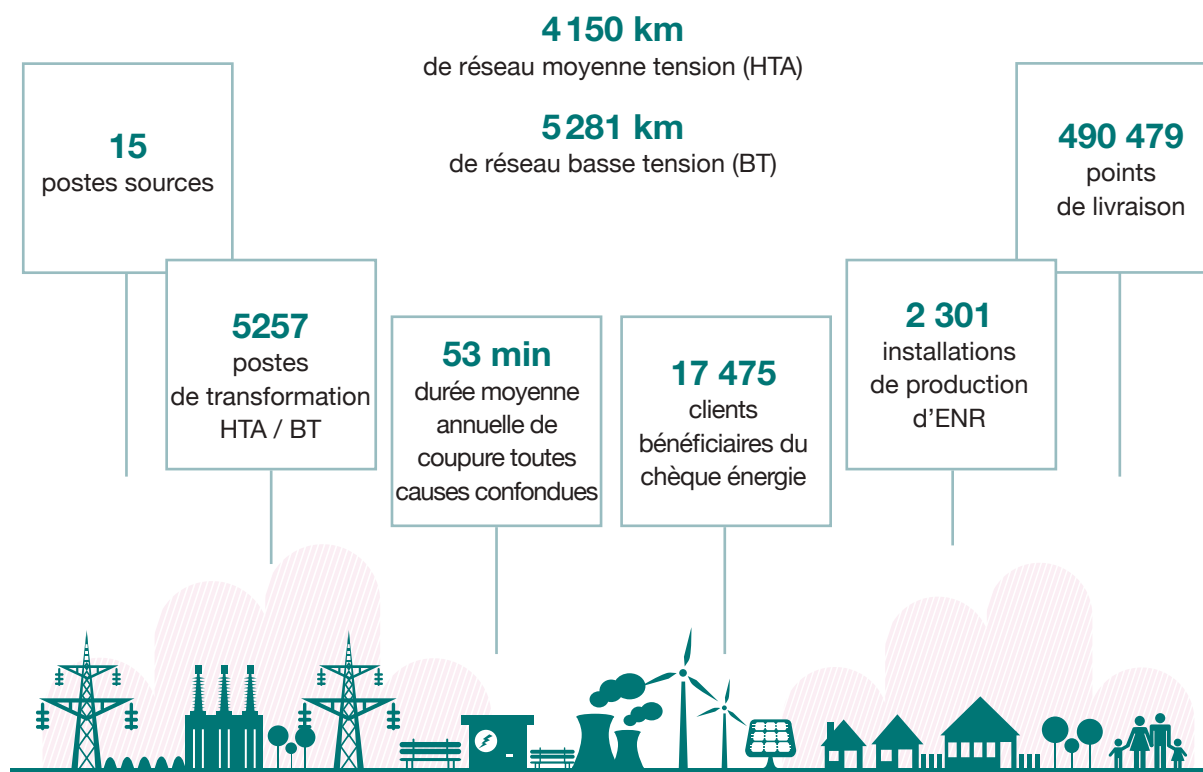 4 150 km
de réseau moyenne tension (HTA)
5 281 km
de réseau basse tension (BT)
15
postes sources
490 479
points
de livraison
5257
postes
de transformation
HTA / BT
53 min
durée moyenne
annuelle de
coupure toutes
causes confondues
17 475
clients
bénéficiaires du
chèque énergie
2 301
installations
de production
d’ENR